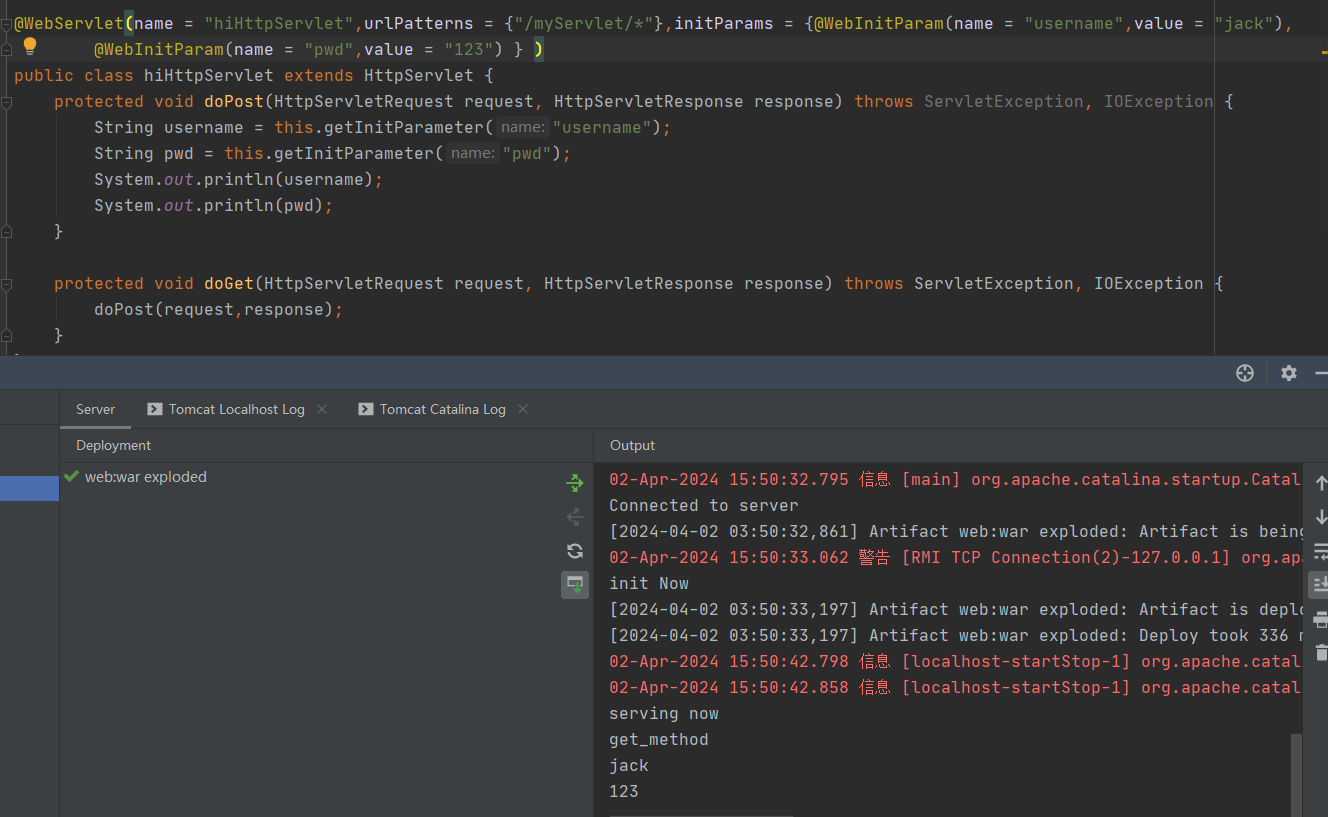 @WebServlet(name = "hiHttpServlet",urlPatterns = {"/myServlet/*"},initParams = {@WebInitParam(name = "username",value = "jack"),
@WebInitParam(name = "pwd",value = "123") } )
public class hiHttpServlet extends HttpServlet {
protected void doPost(HttpServletRequest request, HttpServletResponse response) throws ServletException, IOException {
String username = this.getInitParameter( name: "username");
String pwd = this.getInitParameter( name: "pwd");
System.out.println(username);
System.out.println(pwd);
}
protected void doGet(HttpServletRequest request, HttpServletResponse response) throws ServletException, IOException {
doPost(request,response);
}
Server
Tomcat Localhost Log
Tomcat Catalina Log
Deployment
Output
web:war exploded
02-Apr-2024 15:50:32.795 信息 [main] org.apache.catalina.startup.Catal
Connected to server
[2024-04-02 03:50:32,861] Artifact web:war exploded: Artifact is being
02-Apr-2024 15:50:33.062 警告 [RMI TCP Connection(2)-127.0.0.1] org.ap
init Now
[2024-04-02 03:50:33,197] Artifact web:war exploded: Artifact is deplo
[2024-04-02 03:50:33,197] Artifact web:war exploded: Deploy took 336 m
02-Apr-2024 15:50:42.798 信息 [localhost-startStop-1] org.apache.catal
02-Apr-2024 15:50:42.858 信息 [localhost-startStop-1] org.apache.catal
serving now
get_method
jack
123